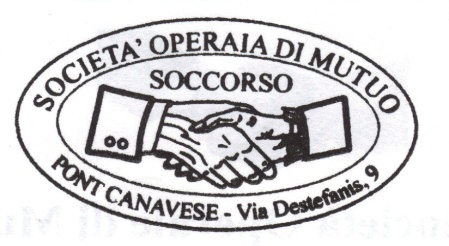 SOCIETA' OPERAIA DI MUTUO
SOCCORSO
PONT CANAVESE - Via Destefanis, 9